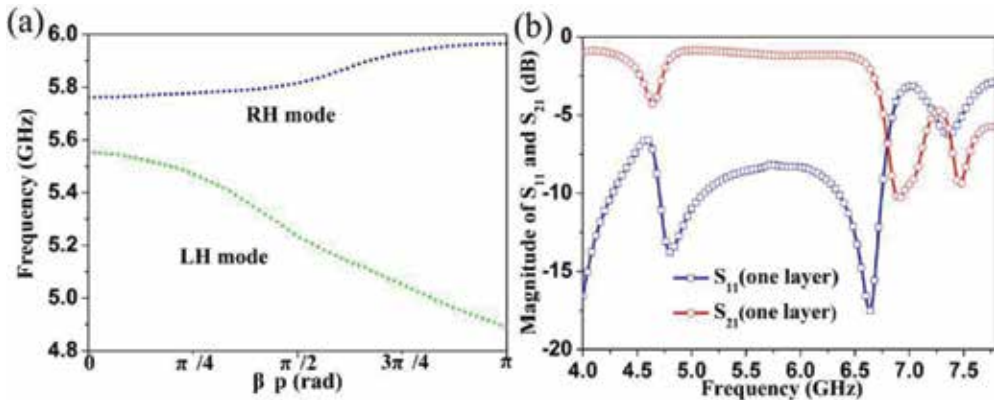 (a)
6.0
5.8
5.6
5.4
5.2
5.0
4.8
Frequency (GHz)
RH mode
LH mode
0
π /4
π /2
3π /4
π
β p (rad)
(b)
0
-5
-10
-15
-20
Magnitude of S11 and S21 (dB)
S11(one layer)
S21(one layer)
4.0 4.5 5.0 5.5 6.0 6.5 7.0 7.5
Frequency (GHz)